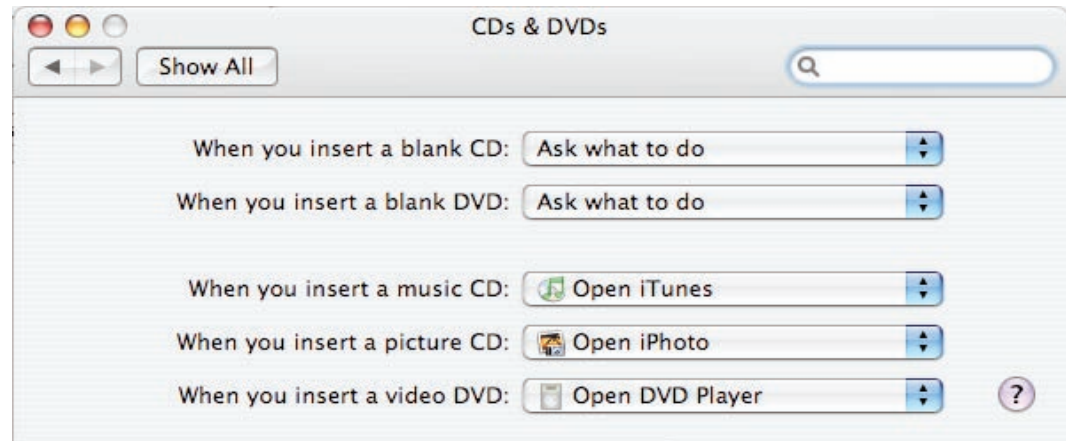 CDs & DVDs
Show All
When you insert a blank CD: Ask what to do
When you insert a blank DVD: Ask what to do
When you insert a music CD: Open iTunes
When you insert a picture CD: Open iPhoto
When you insert a video DVD: Open DVD Player ?